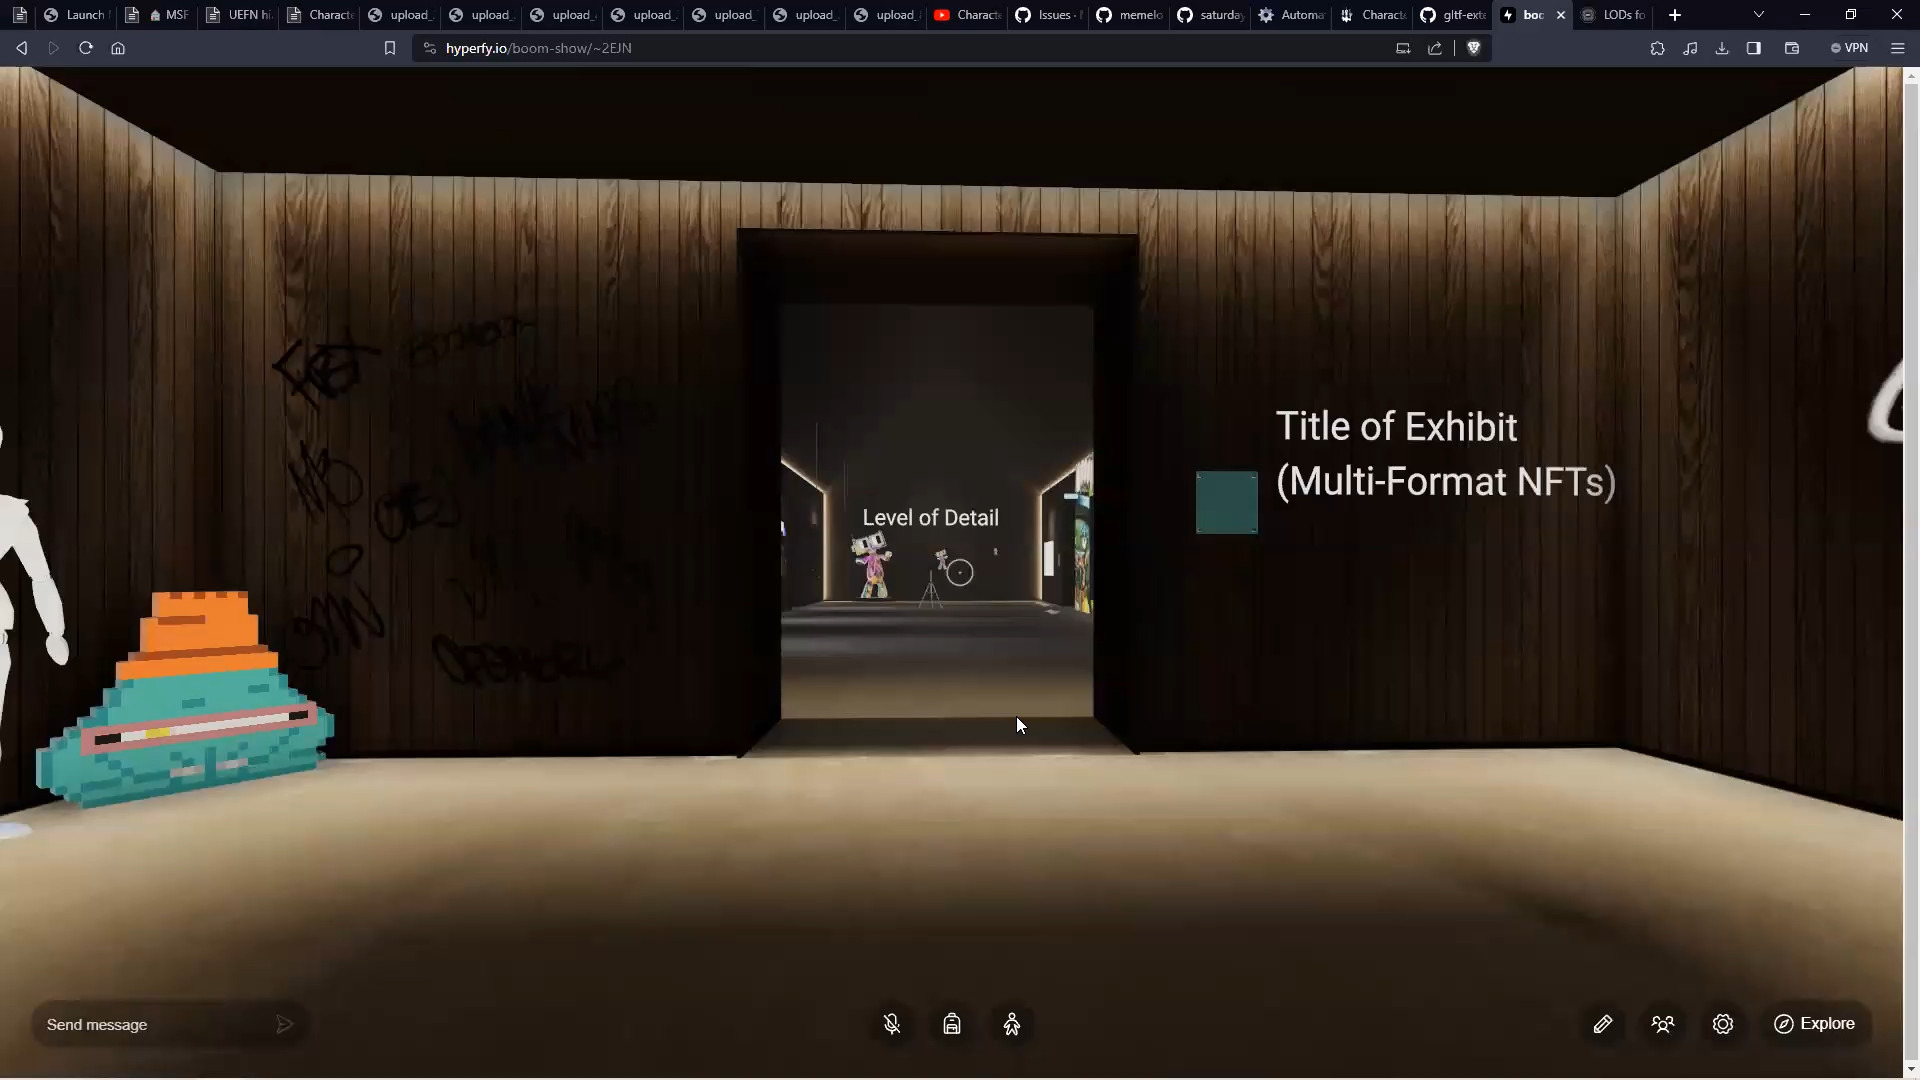 Launch
MSF
UEFN hi
Characte
upload_
upload_
upload_
upload_
upload_
upload_
upload_
Characte
Issues ·
memelo
saturday
Automa
Charact
gltf-exte
boo
LODs fo
hyperfy.io/boom-show/~2EJN
VPN
Level of Detail
Title of Exhibit
(Multi-Format NFTs)
Send message
Explore